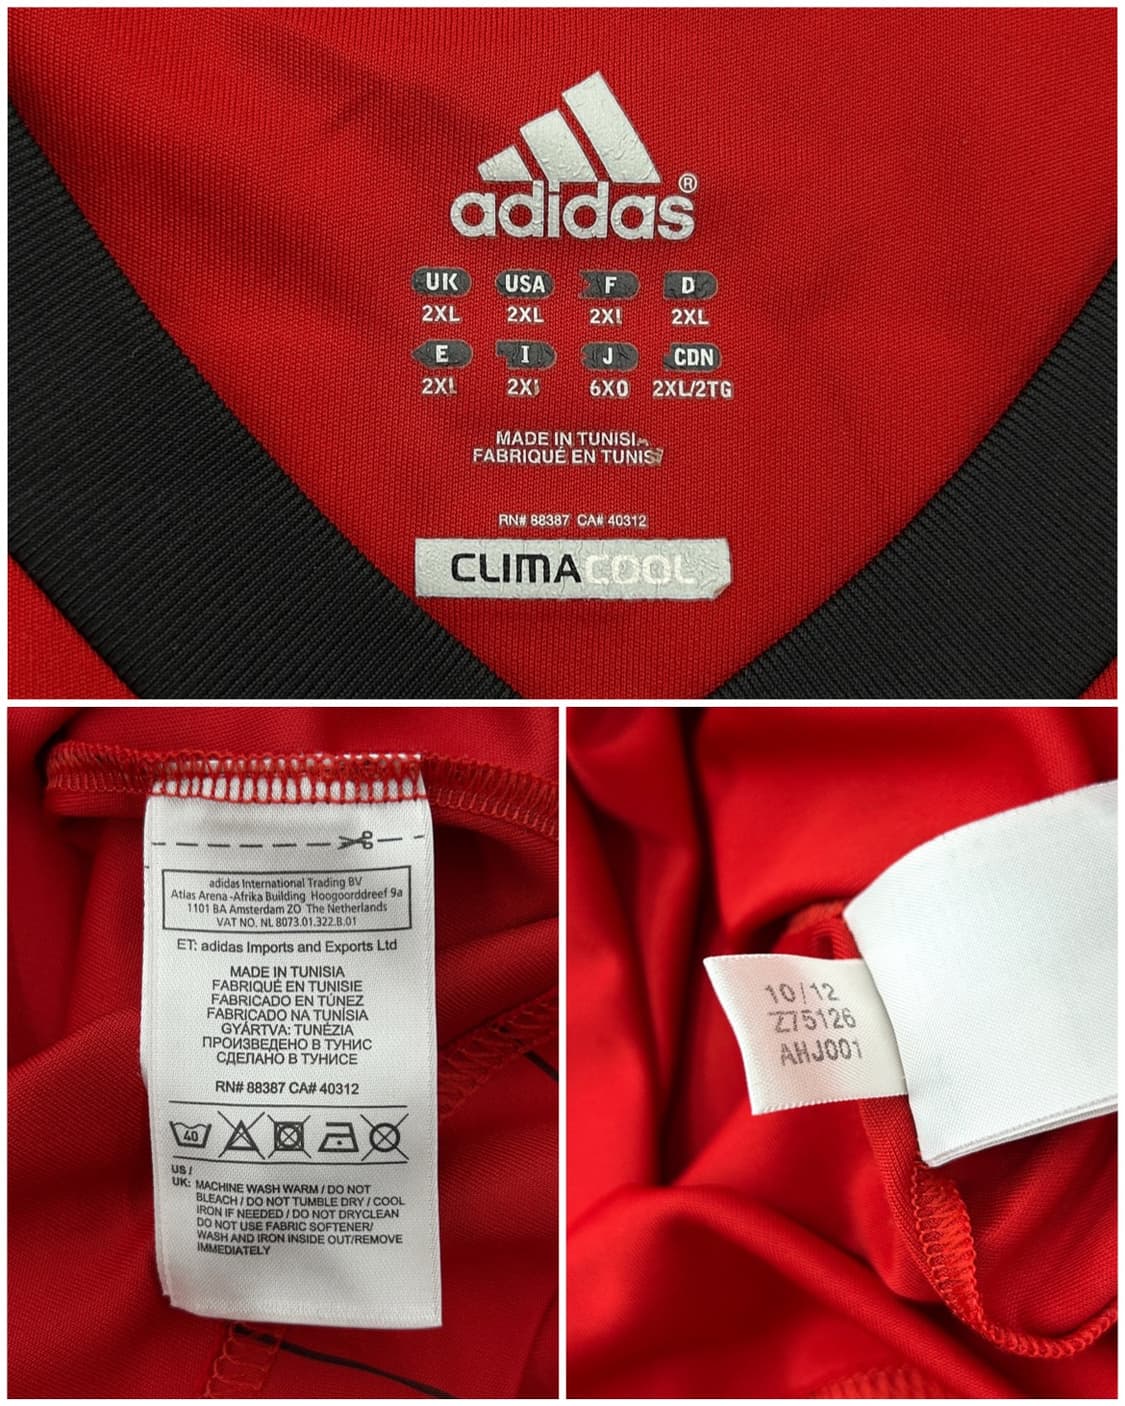 adidas®
UK USA F D
2XL 2XL 2XL 2XL
E I J CDN
2XL 2XL 6XO 2XL/2TG
MADE IN TUNISIA
FABRIQUÉ EN TUNIS
RN# 88387 CA# 40312
CLIMACOOL
adidas International Trading BV
Atlas Arena -Afrika Building Hoogoorddreef 9a
1101 BA Amsterdam ZO The Netherlands
VAT NO. NL 8073.01.322.B.01
ET: adidas Imports and Exports Ltd
MADE IN TUNISIA
FABRIQUÉ EN TUNISIE
FABRICADO EN TÚNEZ
FABRICADO NA TUNÍSIA
GYÁRTVA: TUNÉZIA
ПРОИЗВЕДЕНО В ТУНИС
СДЕЛАНО В ТУНИСЕ
RN# 88387 CA# 40312
40
US /
UK: MACHINE WASH WARM / DO NOT
BLEACH / DO NOT TUMBLE DRY / COOL
IRON IF NEEDED / DO NOT DRYCLEAN
DO NOT USE FABRIC SOFTENER/
WASH AND IRON INSIDE OUT/REMOVE
IMMEDIATELY
10/12
Z75126
AHJ001